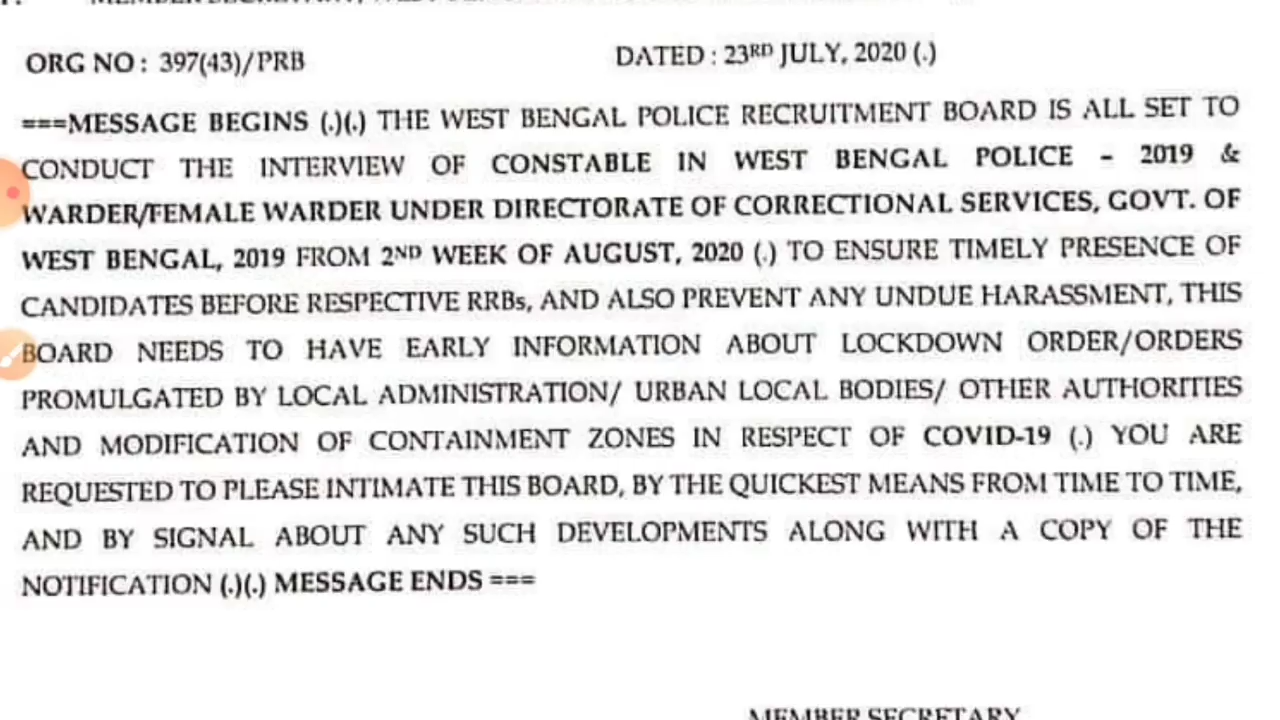 ORG NO : 397(43)/PRB DATED : 23RD JULY, 2020 (.)
===MESSAGE BEGINS (.)(.) THE WEST BENGAL POLICE RECRUITMENT BOARD IS ALL SET TO
CONDUCT THE INTERVIEW OF CONSTABLE IN WEST BENGAL POLICE – 2019 &
WARDER/FEMALE WARDER UNDER DIRECTORATE OF CORRECTIONAL SERVICES, GOVT. OF
WEST BENGAL, 2019 FROM 2ND WEEK OF AUGUST, 2020 (.) TO ENSURE TIMELY PRESENCE OF
CANDIDATES BEFORE RESPECTIVE RRBs, AND ALSO PREVENT ANY UNDUE HARASSMENT, THIS
BOARD NEEDS TO HAVE EARLY INFORMATION ABOUT LOCKDOWN ORDER/ORDERS
PROMULGATED BY LOCAL ADMINISTRATION/ URBAN LOCAL BODIES/ OTHER AUTHORITIES
AND MODIFICATION OF CONTAINMENT ZONES IN RESPECT OF COVID-19 (.) YOU ARE
REQUESTED TO PLEASE INTIMATE THIS BOARD, BY THE QUICKEST MEANS FROM TIME TO TIME,
AND BY SIGNAL ABOUT ANY SUCH DEVELOPMENTS ALONG WITH A COPY OF THE
NOTIFICATION (.)(.) MESSAGE ENDS ===
MEMBER SECRETARY